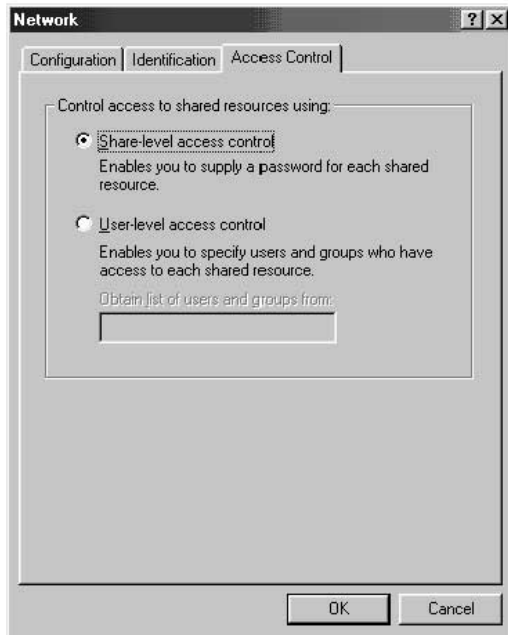 Network
Configuration Identification Access Control
Control access to shared resources using:
Share-level access control
Enables you to supply a password for each shared
resource.
User-level access control
Enables you to specify users and groups who have
access to each shared resource.
Obtain list of users and groups from:
OK Cancel